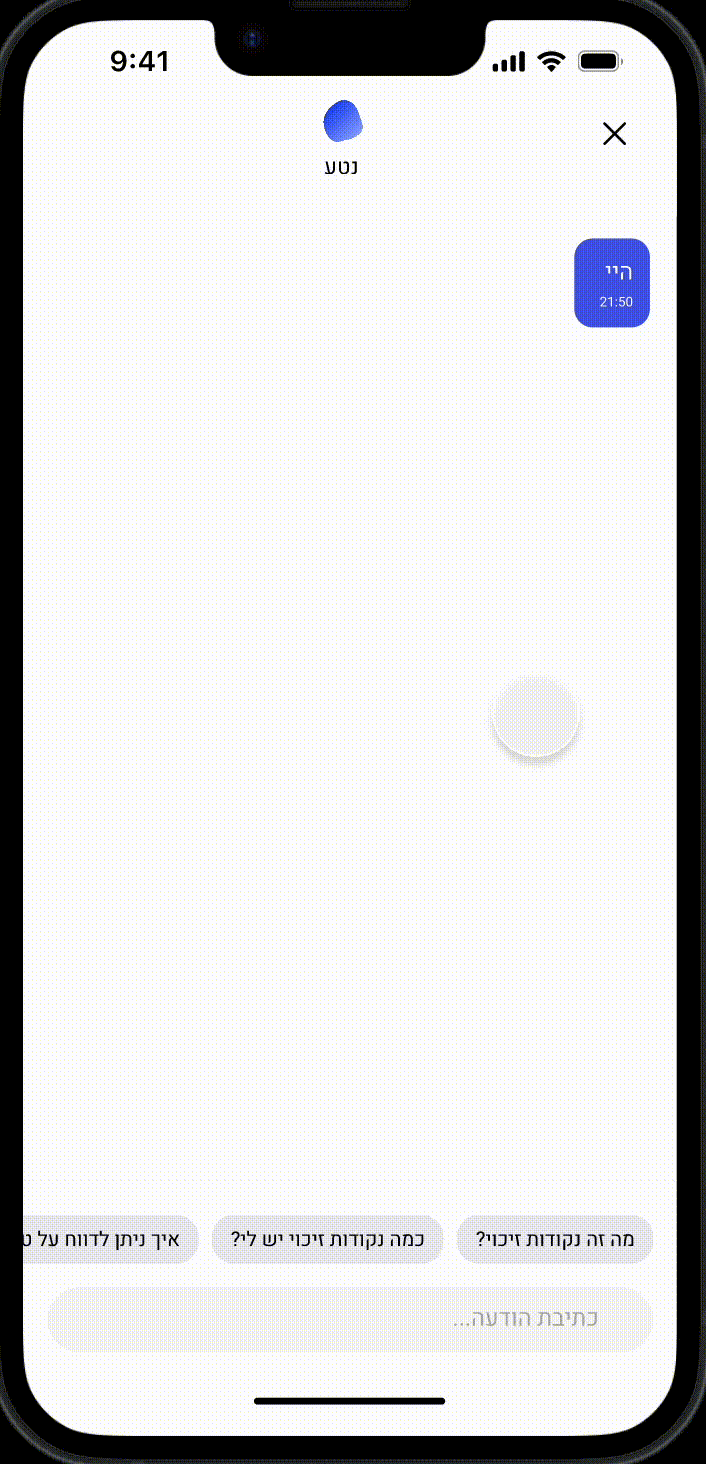 9:41
נטע
היי
21:50
מה זה נקודות זיכוי?
כמה נקודות זיכוי יש לי?
איך ניתן לדווח על
כתיבת הודעה...